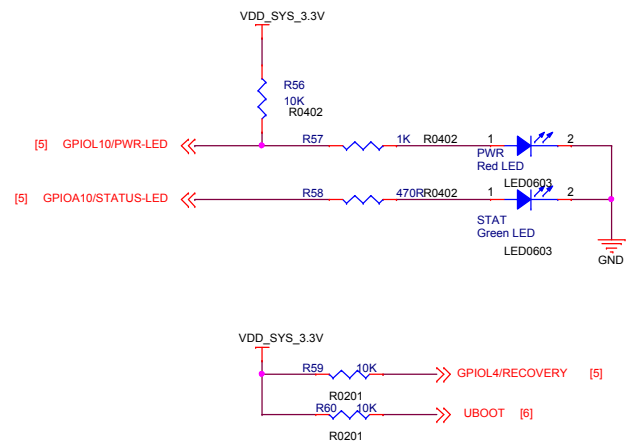 VDD_SYS_3.3V
R56
10K
R0402
[5] GPIOL10/PWR-LED R57 1K R0402 1 2
PWR
Red LED
LED0603
[5] GPIOA10/STATUS-LED R58 470R R0402 1 2
STAT
Green LED
LED0603
GND
VDD_SYS_3.3V
R59 10K GPIOL4/RECOVERY [5]
R0201
R60 10K UBOOT [6]
R0201